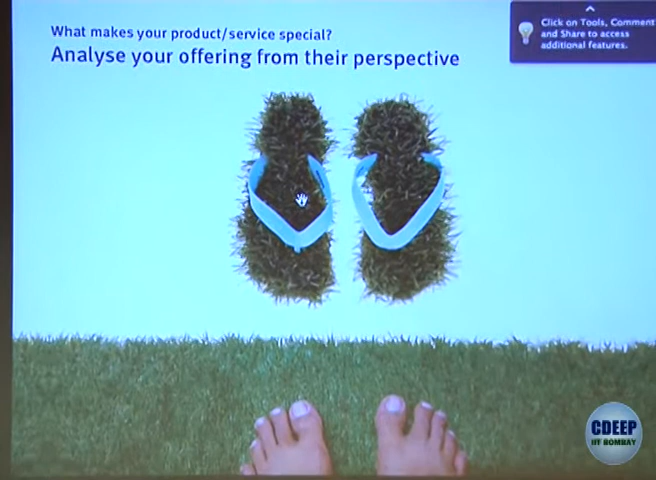 What makes your product/service special?
Analyse your offering from their perspective
Click on Tools, Comment
and Share to access
additional features.
CDEEP
IIT BOMBAY